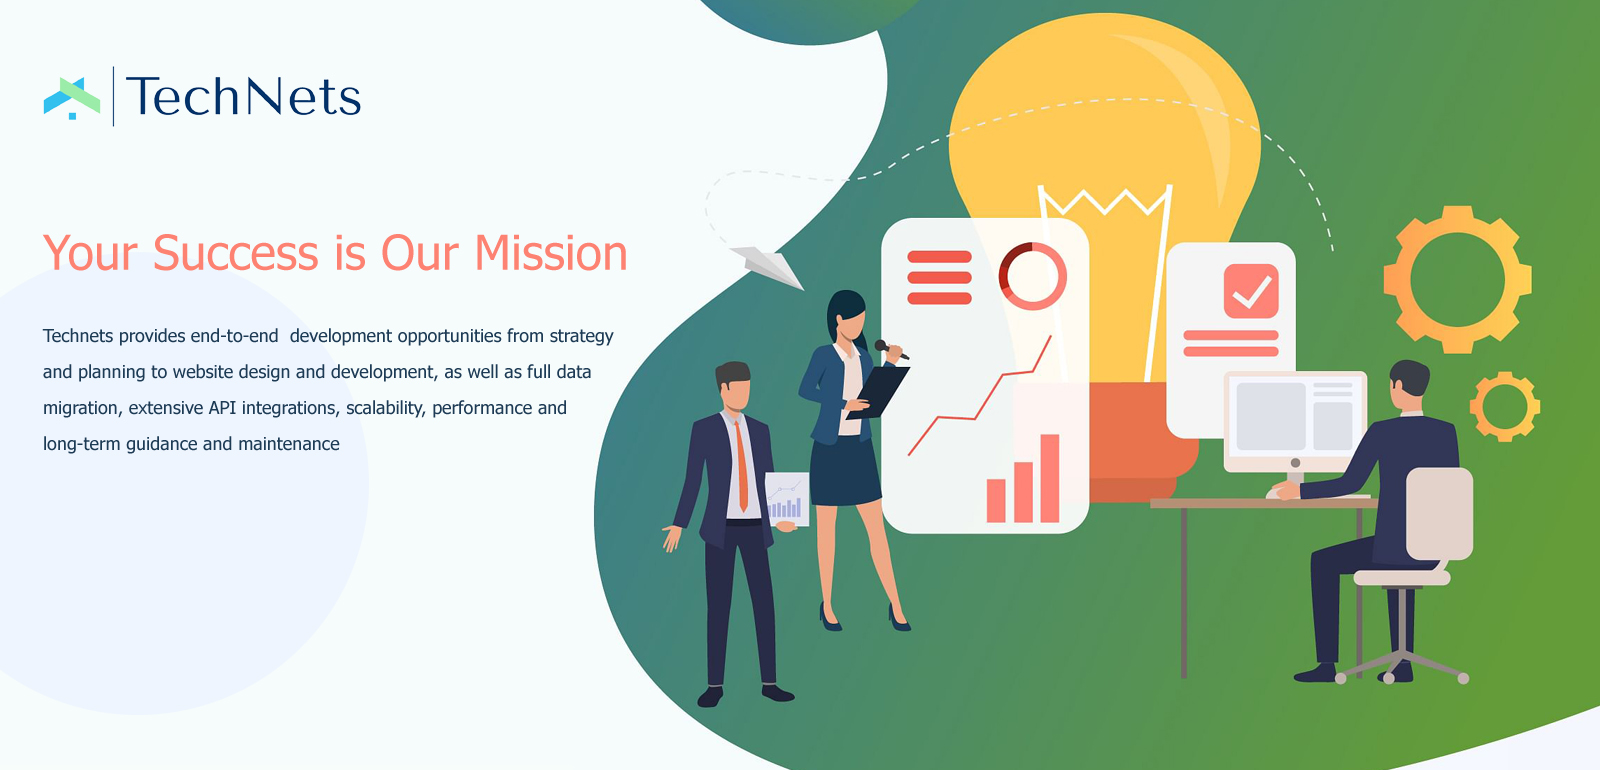 TechNets
Your Success is Our Mission
Technets provides end-to-end  development opportunities from strategy
and planning to website design and development, as well as full data
migration, extensive API integrations, scalability, performance and
long-term guidance and maintenance